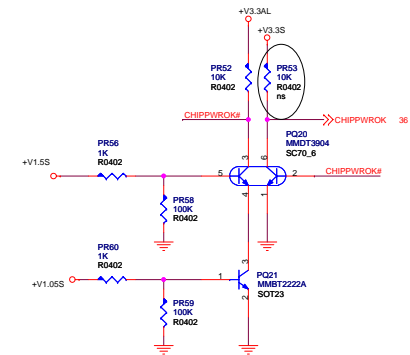 +V3.3AL
+V3.3S
PR52
10K
R0402
PR53
10K
R0402
ns
CHIPPWROK#
CHIPPWROK 36
PQ20
MMDT3904
SC70_6
PR56
1K
R0402
+V1.5S
3
6
5
2
CHIPPWROK#
4
1
PR58
100K
R0402
PR60
1K
R0402
+V1.05S
3
1
2
PQ21
MMBT2222A
SOT23
PR59
100K
R0402